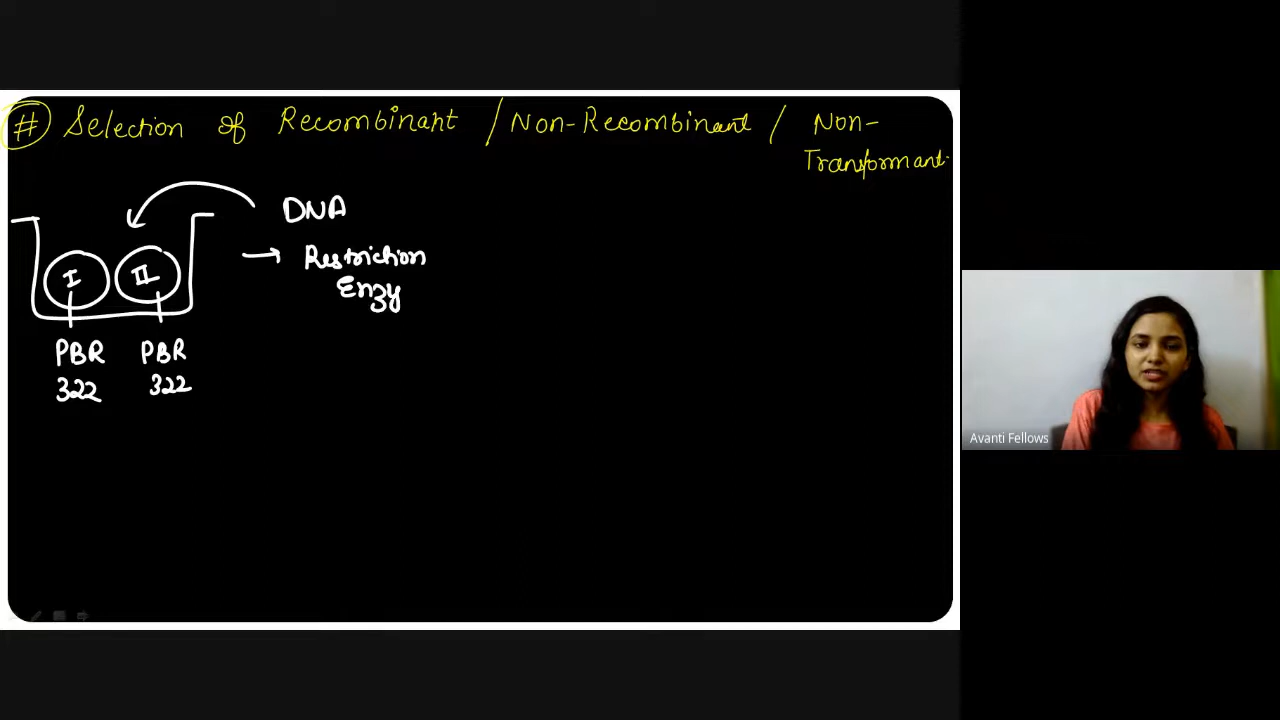 # Selection of Recombinant / Non-Recombinant / Non-
Transformant
DNA
→ Restriction
Enzy
I II
PBR PBR
322 322
Avanti Fellows